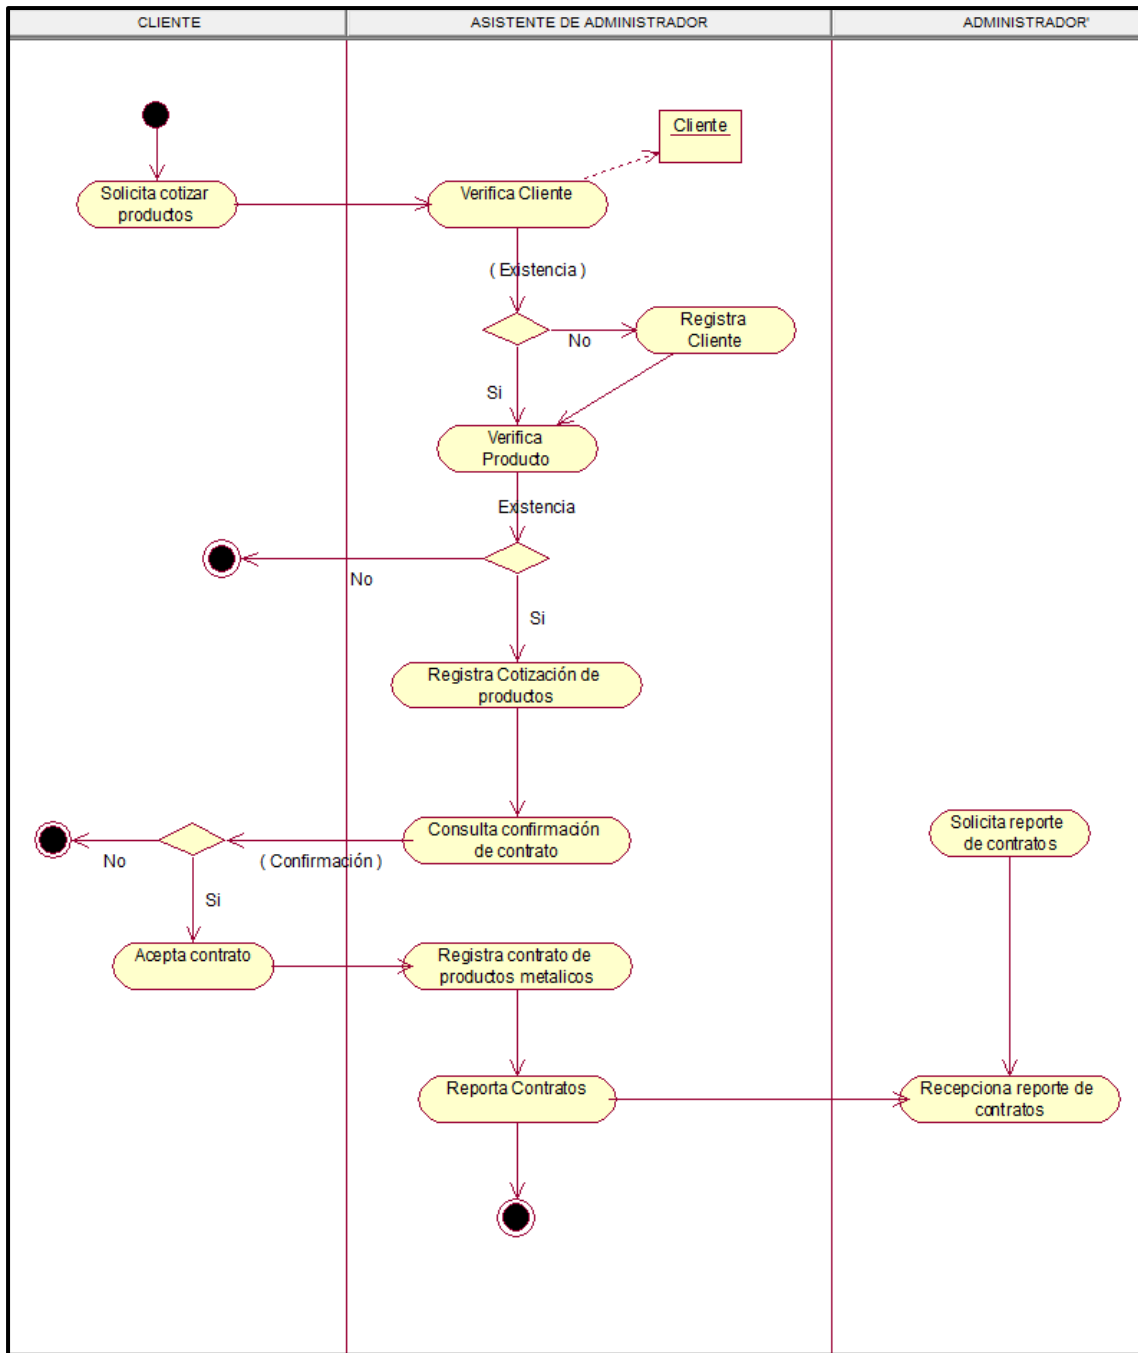 CLIENTE
ASISTENTE DE ADMINISTRADOR
ADMINISTRADOR'
Cliente
Solicita cotizar
productos
Verifica Cliente
( Existencia )
Registra
Cliente
No
Si
Verifica
Producto
Existencia
No
Si
Registra Cotización de
productos
Consulta confirmación
de contrato
Solicita reporte
de contratos
No
( Confirmación )
Si
Acepta contrato
Registra contrato de
productos metalicos
Reporta Contratos
Recepciona reporte de
contratos